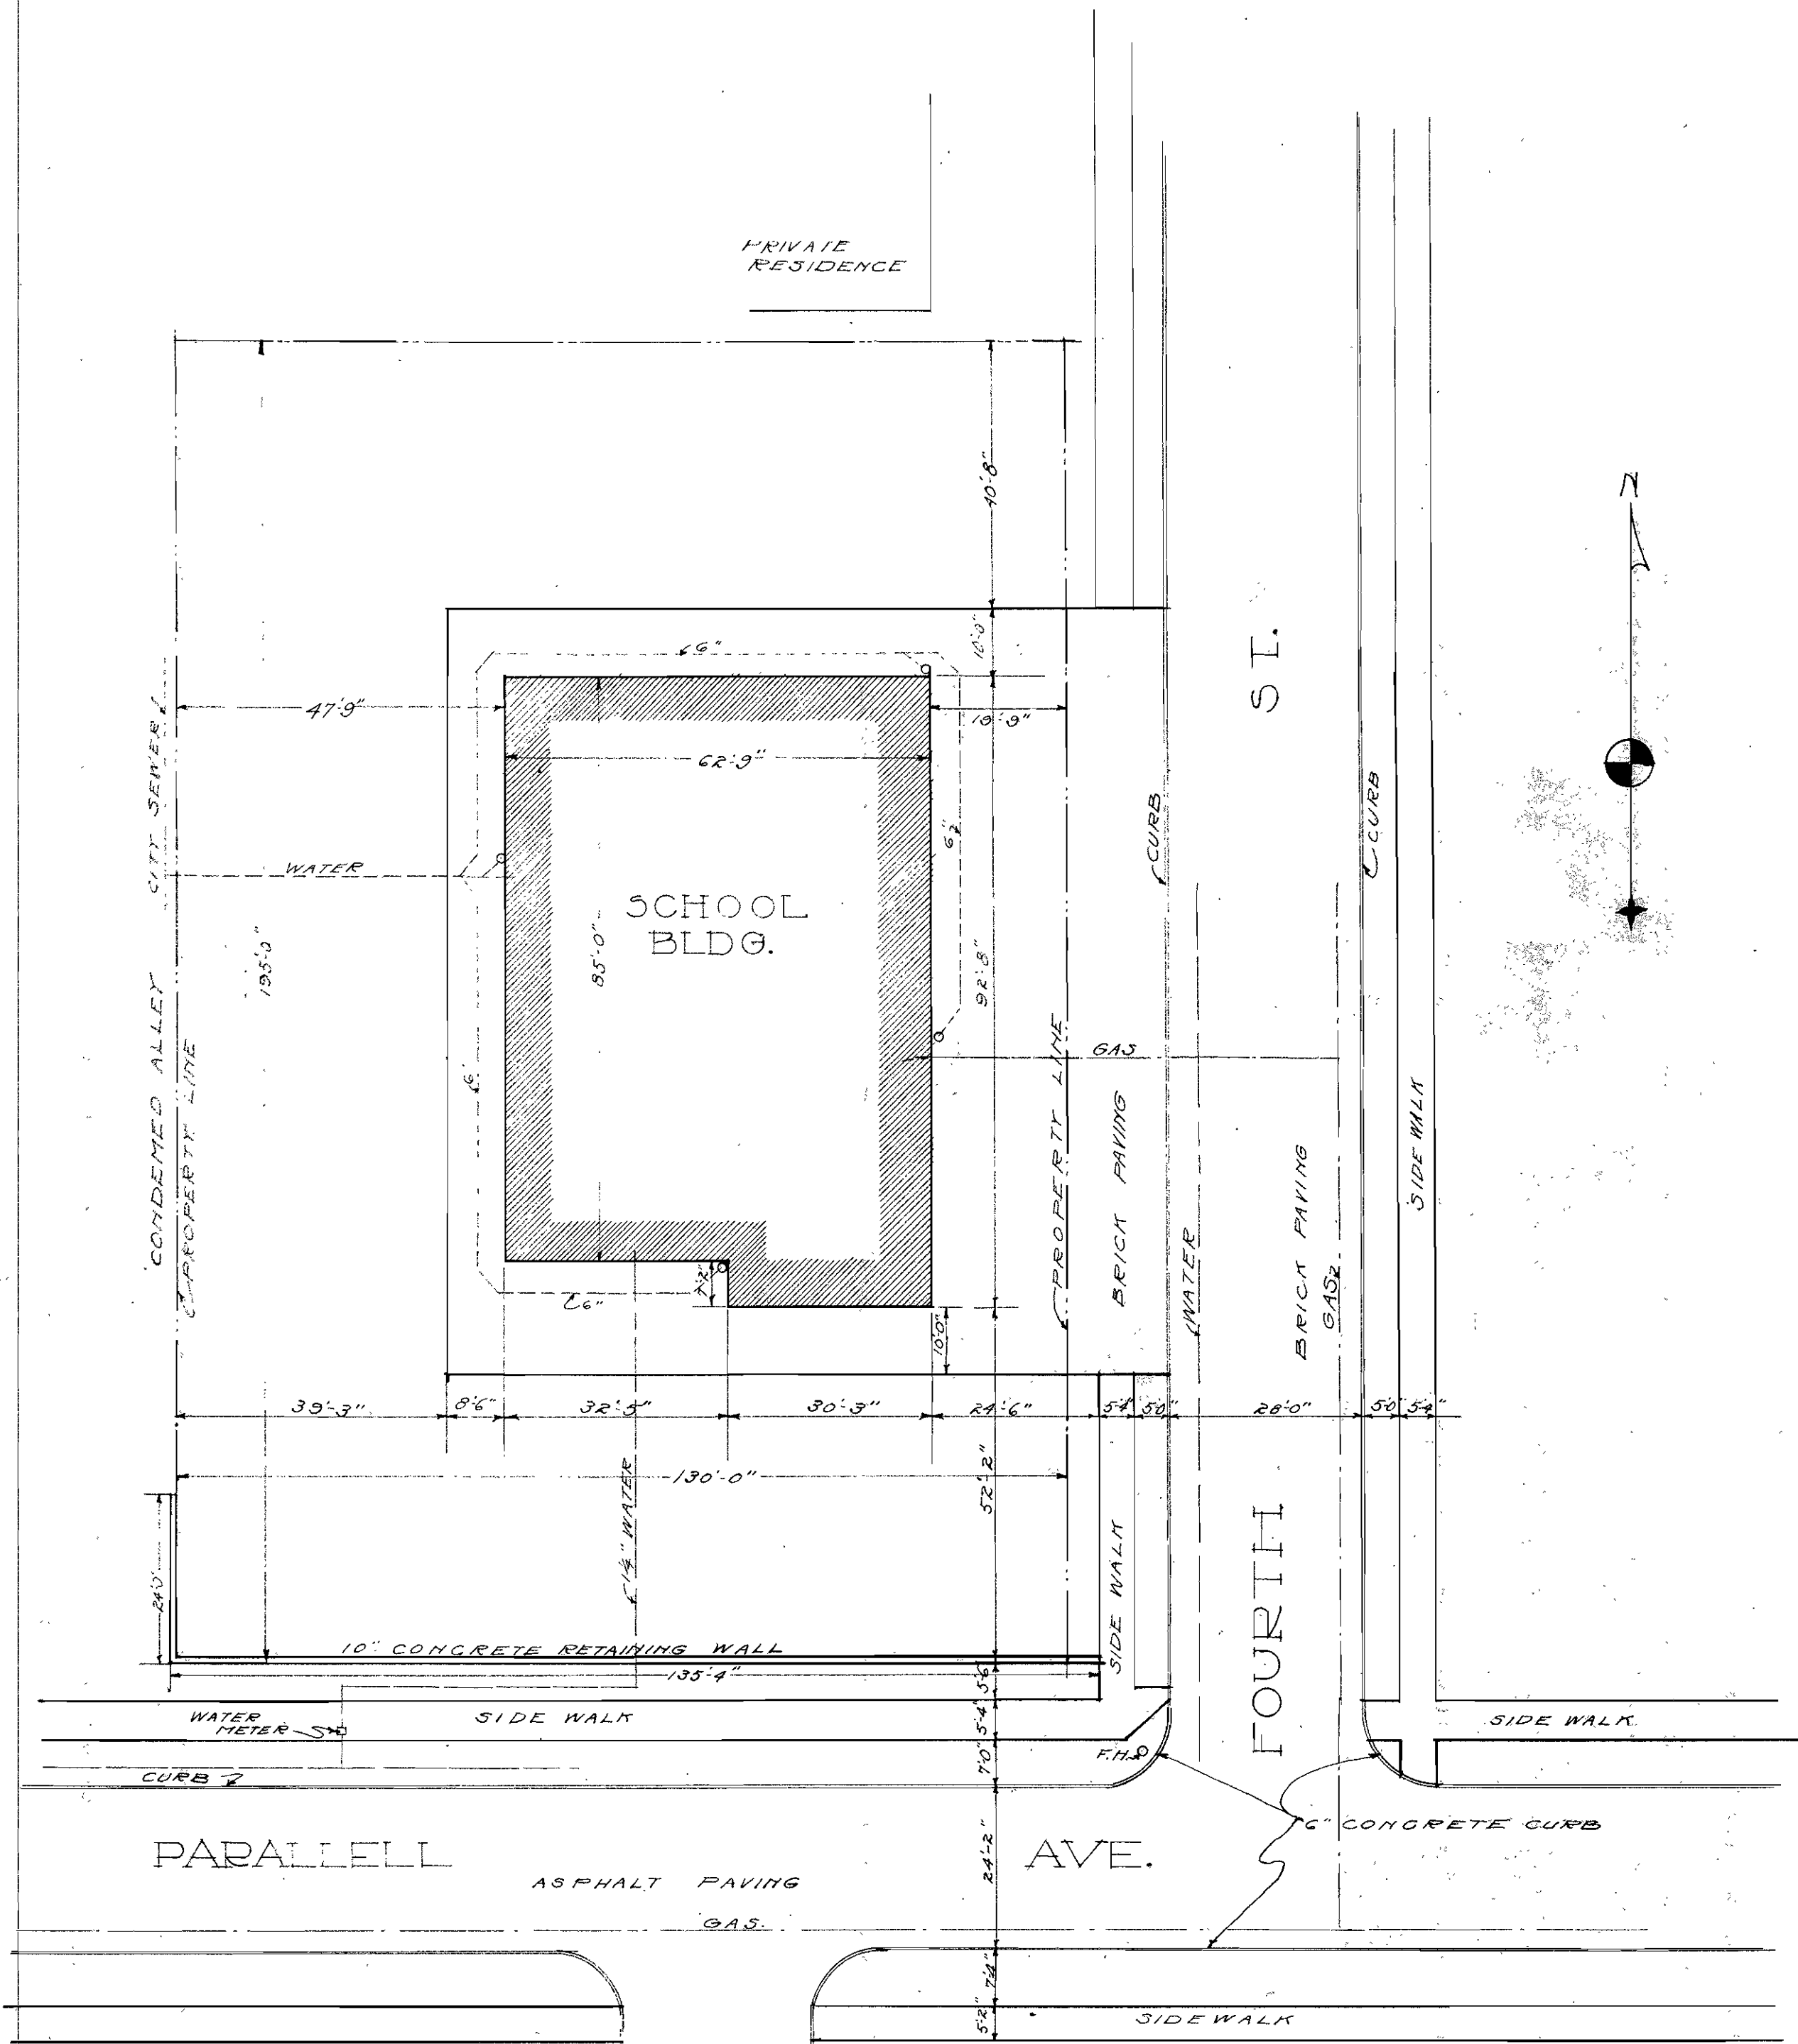 PRIVATE
RESIDENCE
N
40'-8"
10'-0"
ST.
6"
47'-9"
19'-9"
62'-9"
CITY SEWER
CURB
CURB
6"
WATER
SCHOOL
BLDG.
85'-0"
92'-8"
195'-0"
CONDEMED ALLEY
PROPERTY LINE
GAS
6"
PROPERTY LINE
BRICK PAVING
SIDE WALK
WATER
BRICK PAVING
GAS
7'-2"
6"
10'-0"
39'-3"
8'-6"
32'-5"
30'-9"
24'-6"
5'-4"
5'-0"
28'-0"
5'-0"
5'-4"
130'-0"
52'-2"
1¼" WATER
24'-0"
SIDE WALK
FOURTH
10" CONCRETE RETAINING WALL
135'-4"
5'-6"
WATER
METER
SIDE WALK
5'-4"
SIDE WALK
F.H.
7'-0"
CURB
6" CONCRETE CURB
PARALLELL
AVE.
24'-2"
ASPHALT PAVING
GAS.
7'-4"
5'-2"
SIDEWALK